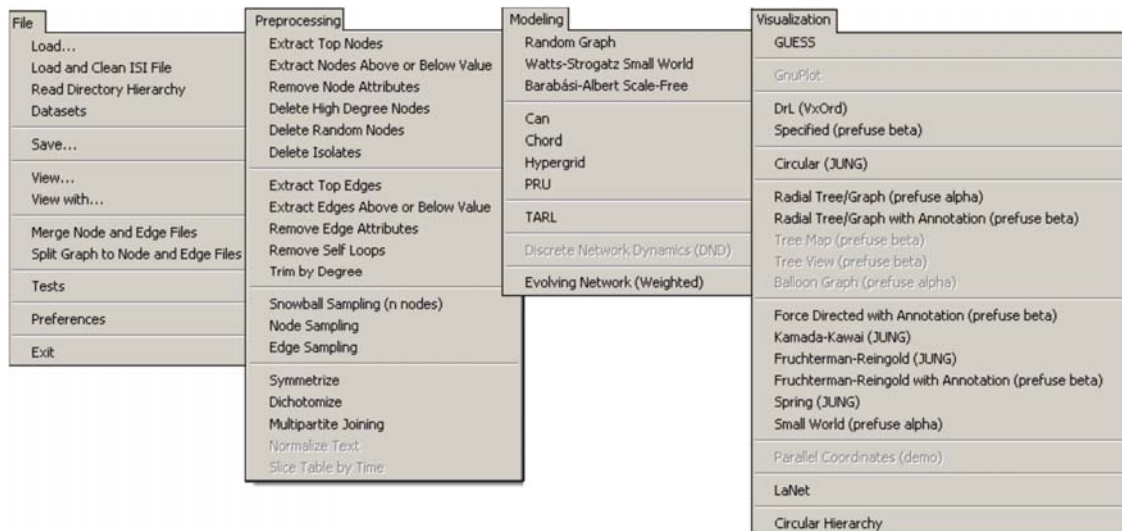 File
Load...
Load and Clean ISI File
Read Directory Hierarchy
Datasets
Save...
View...
View with...
Merge Node and Edge Files
Split Graph to Node and Edge Files
Tests
Preferences
Exit
Preprocessing
Extract Top Nodes
Extract Nodes Above or Below Value
Remove Node Attributes
Delete High Degree Nodes
Delete Random Nodes
Delete Isolates
Extract Top Edges
Extract Edges Above or Below Value
Remove Edge Attributes
Remove Self Loops
Trim by Degree
Snowball Sampling (n nodes)
Node Sampling
Edge Sampling
Symmetrize
Dichotomize
Multipartite Joining
Normalize Text
Slice Table by Time
Modeling
Random Graph
Watts-Strogatz Small World
Barabási-Albert Scale-Free
Can
Chord
Hypergrid
PRU
TARL
Discrete Network Dynamics (DND)
Evolving Network (Weighted)
Visualization
GUESS
GnuPlot
DrL (VxOrd)
Specified (prefuse beta)
Circular (JUNG)
Radial Tree/Graph (prefuse alpha)
Radial Tree/Graph with Annotation (prefuse beta)
Tree Map (prefuse beta)
Tree View (prefuse beta)
Balloon Graph (prefuse alpha)
Force Directed with Annotation (prefuse beta)
Kamada-Kawai (JUNG)
Fruchterman-Reingold (JUNG)
Fruchterman-Reingold with Annotation (prefuse beta)
Spring (JUNG)
Small World (prefuse alpha)
Parallel Coordinates (demo)
LaNet
Circular Hierarchy